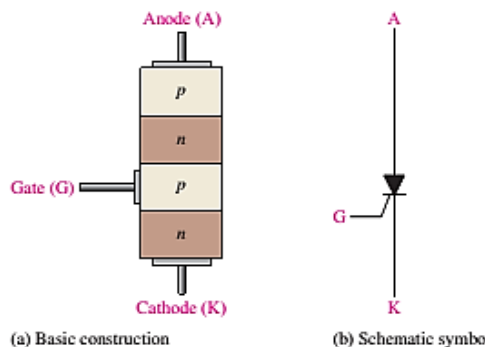 Anode (A)
p
n
Gate (G)
p
n
Cathode (K)
(a) Basic construction
A
G
K
(b) Schematic symbo